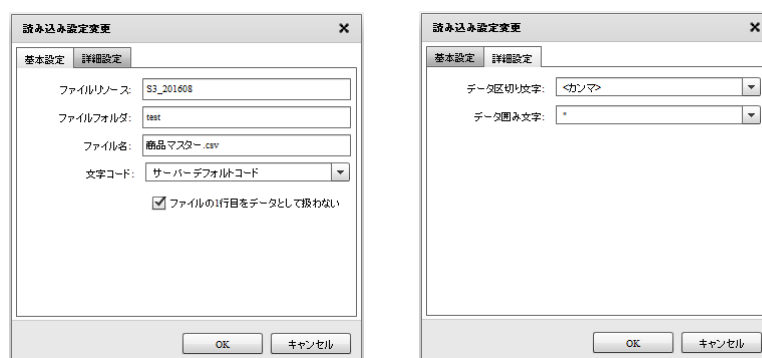 読み込み設定変更
基本設定 詳細設定
ファイルリソース: S3_201608
ファイルフォルダ: test
ファイル名: 商品マスター.csv
文字コード: サーバーデフォルトコード
ファイルの1行目をデータとして扱わない
OK キャンセル
読み込み設定変更
基本設定 詳細設定
データ区切り文字: <カンマ>
データ囲み文字: "
OK キャンセル